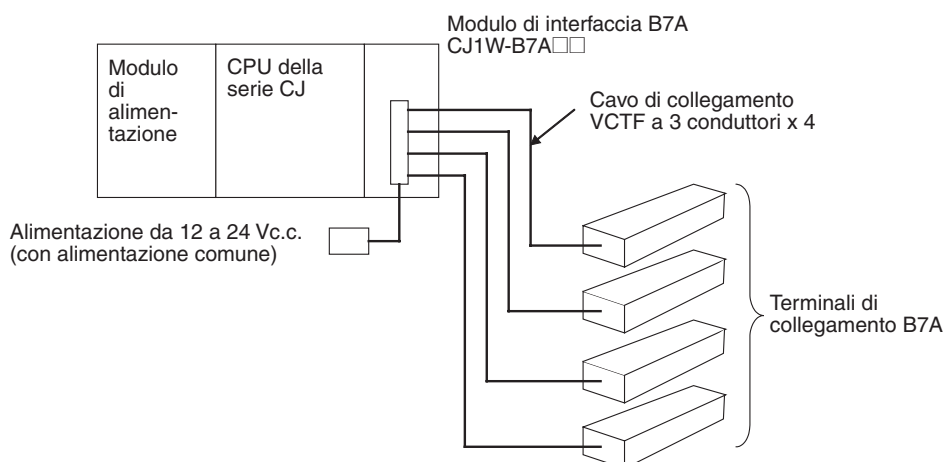 Modulo di interfaccia B7A
CJ1W-B7A□□
Modulo
di
alimen-
tazione
CPU della
serie CJ
Cavo di collegamento
VCTF a 3 conduttori x 4
Alimentazione da 12 a 24 Vc.c.
(con alimentazione comune)
Terminali di
collegamento B7A